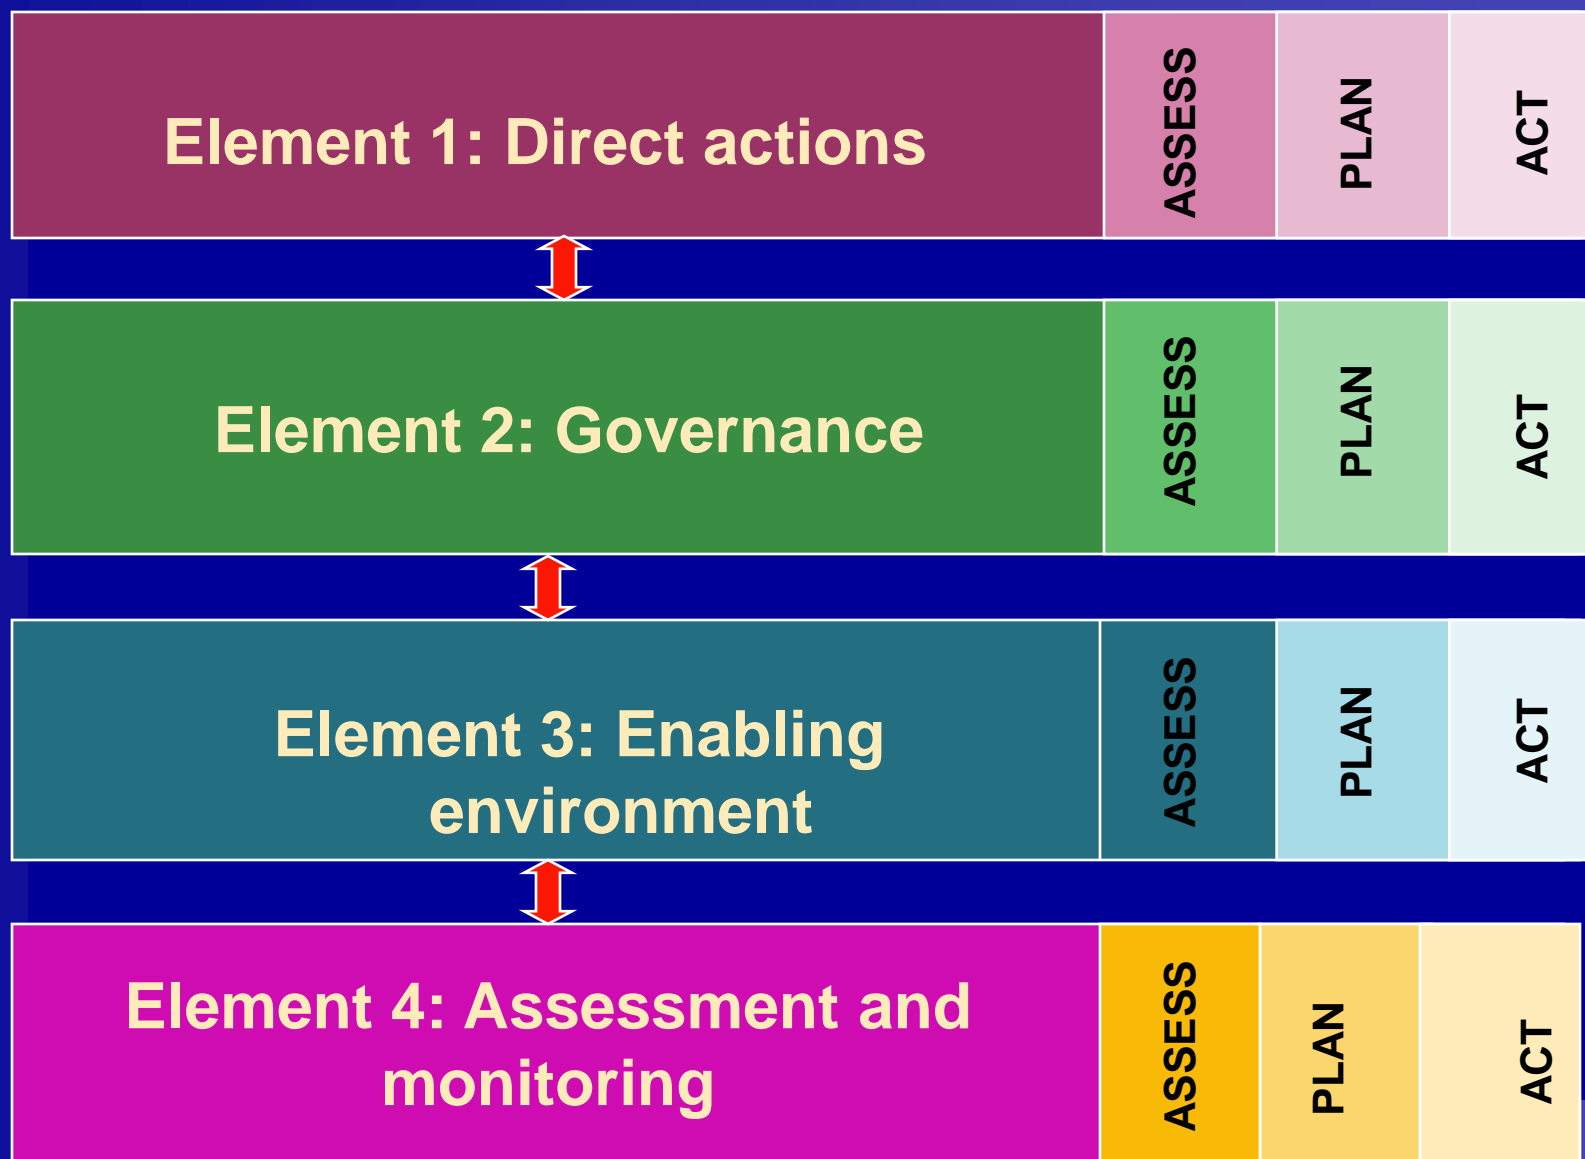 Element 1: Direct actions
ASSESS
PLAN
ACT
Element 2: Governance
ASSESS
PLAN
ACT
Element 3: Enabling
environment
ASSESS
PLAN
ACT
Element 4: Assessment and
monitoring
ASSESS
PLAN
ACT